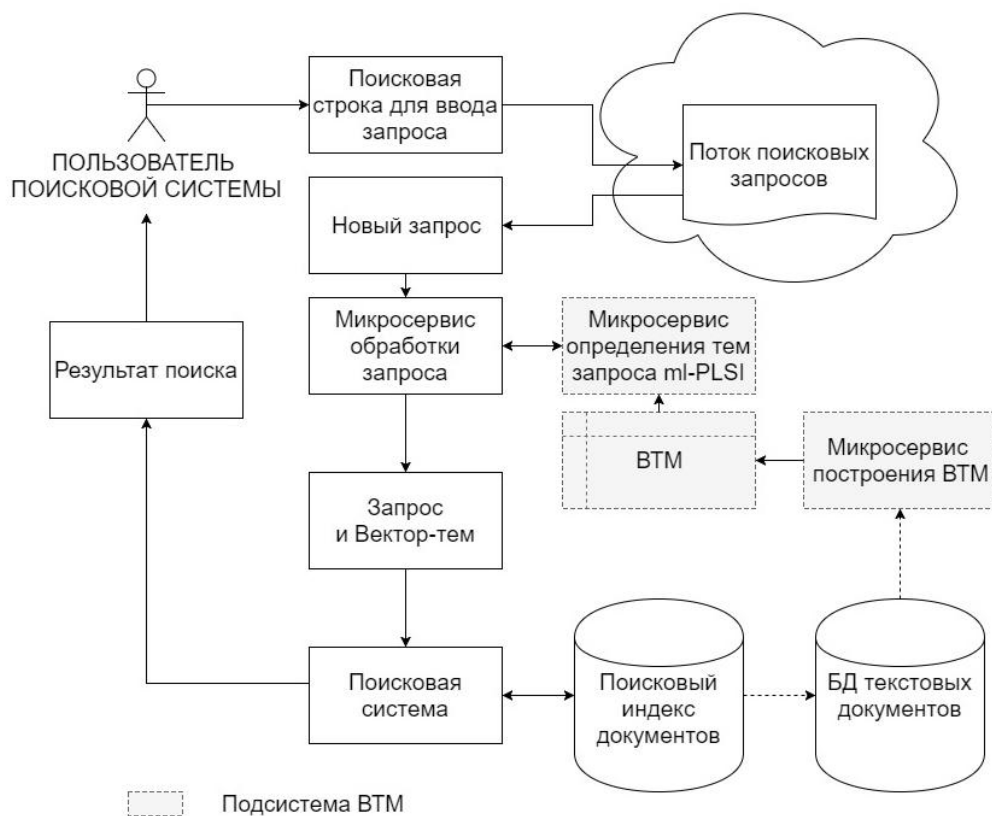 Поисковая
строка для ввода
запроса
ПОЛЬЗОВАТЕЛЬ
ПОИСКОВОЙ СИСТЕМЫ
Поток поисковых
запросов
Новый запрос
Микросервис
обработки
запроса
Микросервис
определения тем
запроса ml-PLSI
Результат поиска
ВТМ
Микросервис
построения ВТМ
Запрос
и Вектор-тем
Поисковая
система
Поисковый
индекс
документов
БД текстовых
документов
Подсистема ВТМ